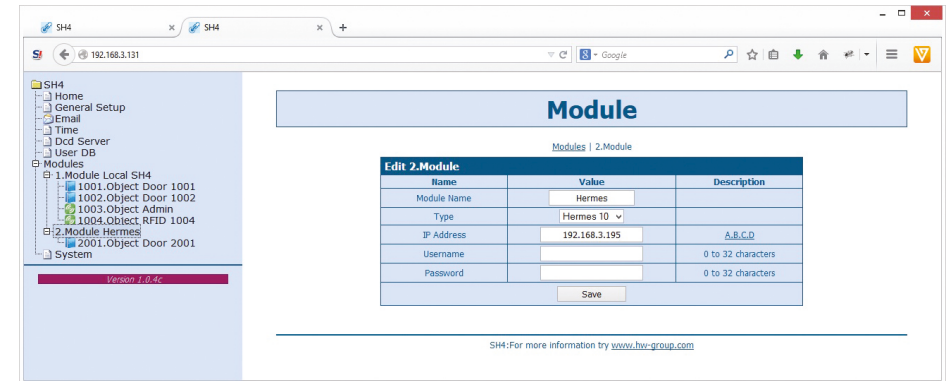 SH4 × SH4 × +
192.168.3.131
8 - Google
SH4
Home
General Setup
Email
Time
Dcd Server
User DB
Modules
1.Module Local SH4
1001.Object Door 1001
1002.Object Door 1002
1003.Object Admin
1004.Object RFID 1004
2.Module Hermes
2001.Object Door 2001
System
Version 1.0.4c
Module
Modules | 2.Module
Edit 2.Module
Name Value Description
Module Name Hermes
Type Hermes 10
IP Address 192.168.3.195 A.B.C.D
Username 0 to 32 characters
Password 0 to 32 characters
Save
SH4:For more information try www.hw-group.com